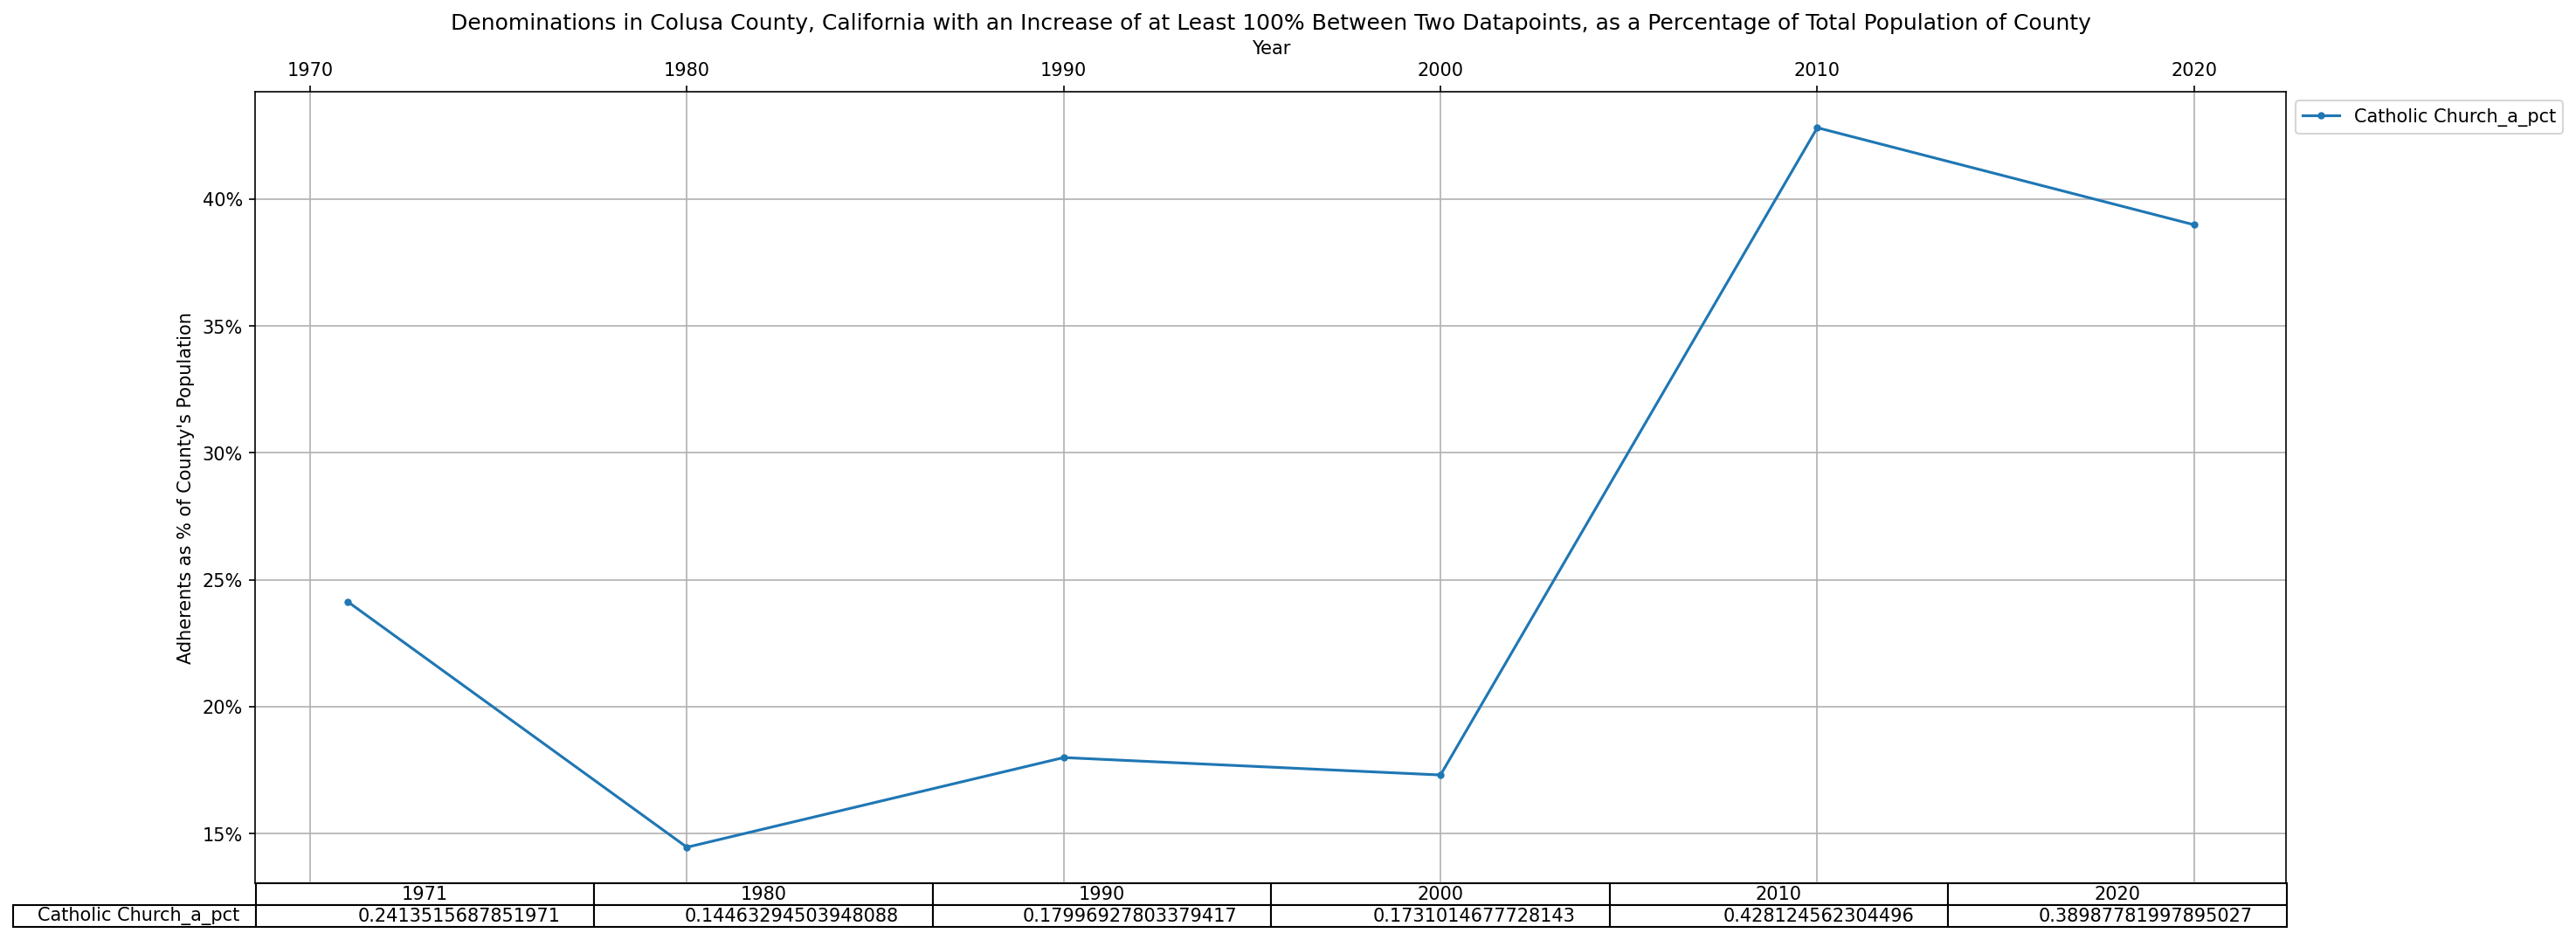 Denominations in Colusa County, California with an Increase of at Least 100% Between Two Datapoints, as a Percentage of Total Population of County
Year
1970 1980 1990 2000 2010 2020
Catholic Church_a_pct
Adherents as % of County's Population
40%
35%
30%
25%
20%
15%
1971 1980 1990 2000 2010 2020
Catholic Church_a_pct 0.2413515687851971 0.14463294503948088 0.17996927803379417 0.1731014677728143 0.428124562304496 0.38987781997895027